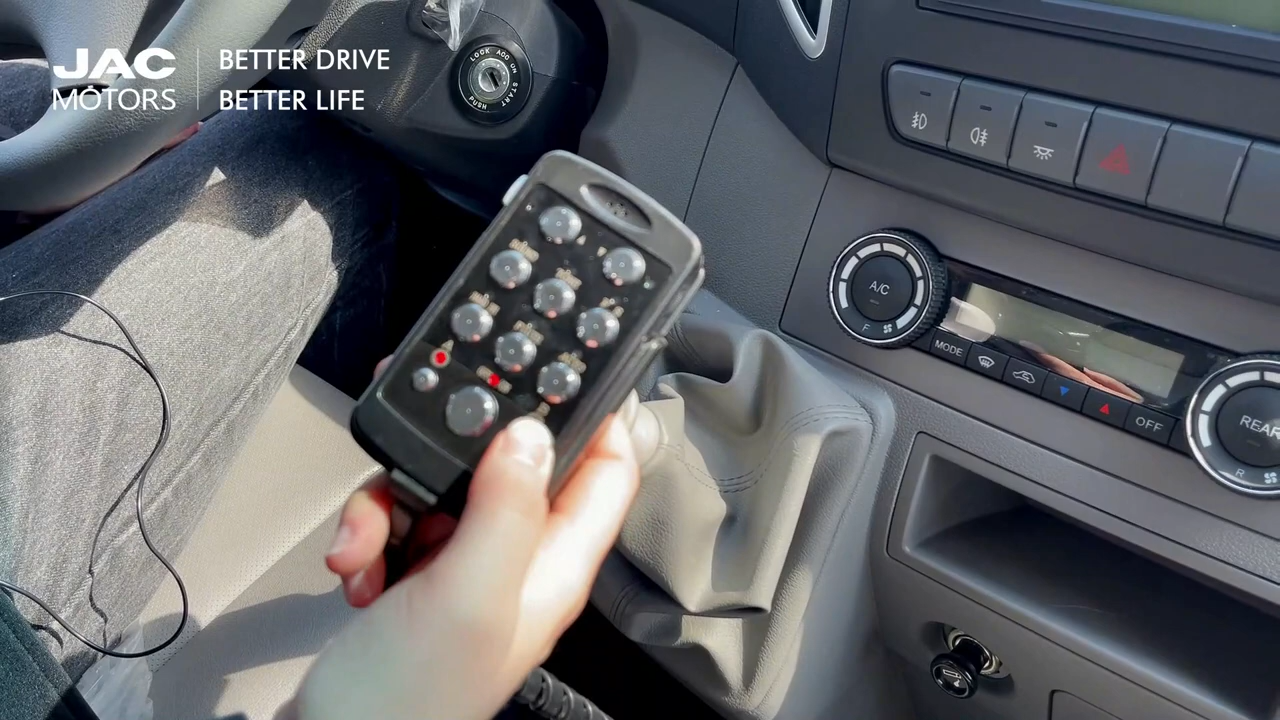 JAC
MOTORS
BETTER DRIVE
BETTER LIFE
LOCK ACC ON START
PUSH
A/C
F
MODE
OFF
REAR
R